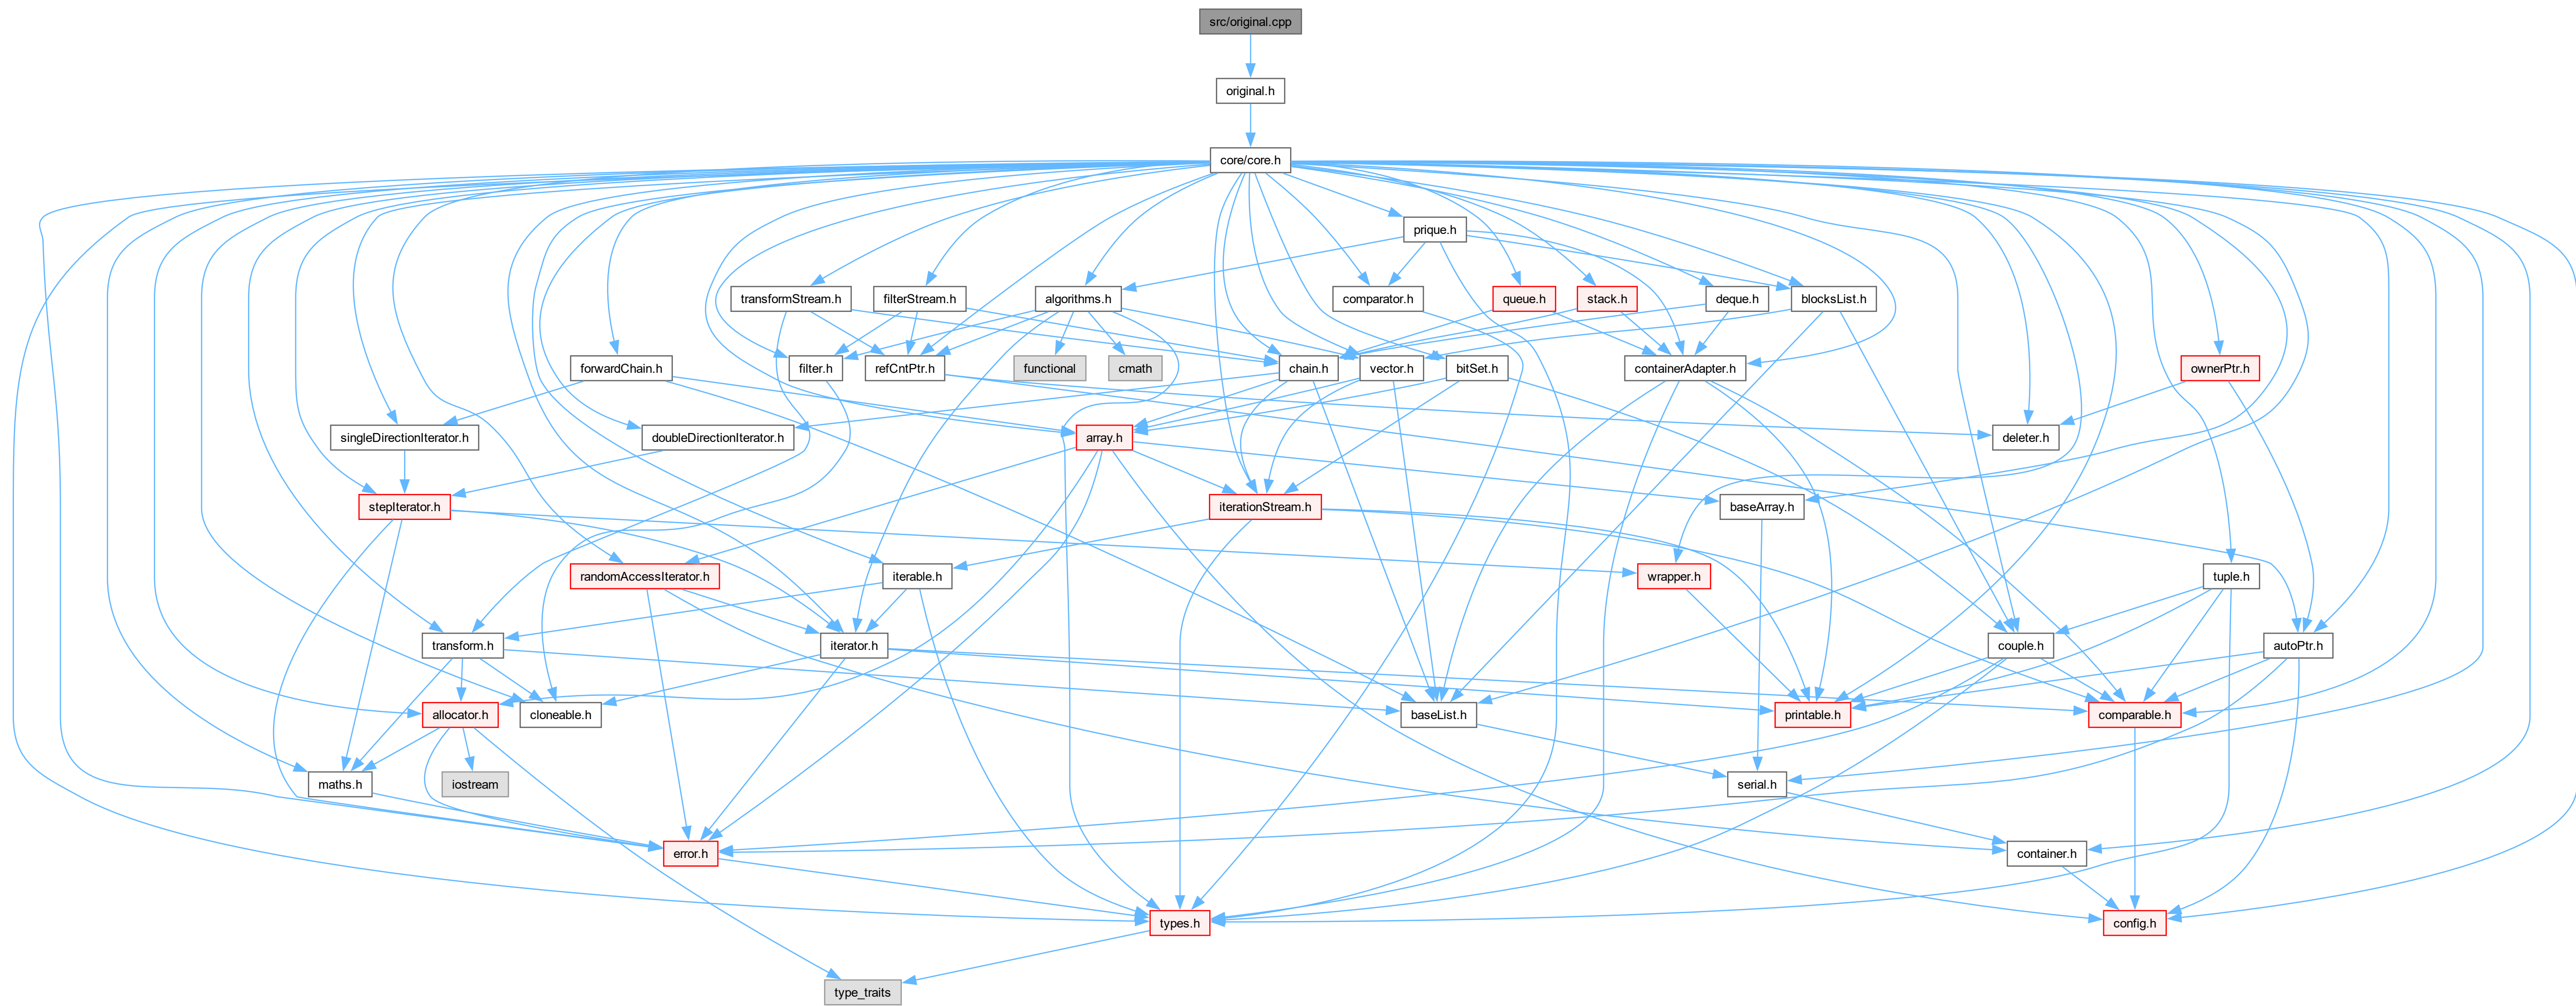 src/original.cpp
original.h
core/core.h
prique.h
transformStream.h
filterStream.h
algorithms.h
comparator.h
queue.h
stack.h
deque.h
blocksList.h
forwardChain.h
filter.h
refCntPtr.h
functional
cmath
chain.h
vector.h
bitSet.h
containerAdapter.h
ownerPtr.h
singleDirectionIterator.h
doubleDirectionIterator.h
array.h
deleter.h
stepIterator.h
iterationStream.h
baseArray.h
randomAccessIterator.h
iterable.h
wrapper.h
tuple.h
transform.h
iterator.h
couple.h
autoPtr.h
allocator.h
cloneable.h
baseList.h
printable.h
comparable.h
maths.h
iostream
serial.h
error.h
container.h
types.h
config.h
type_traits